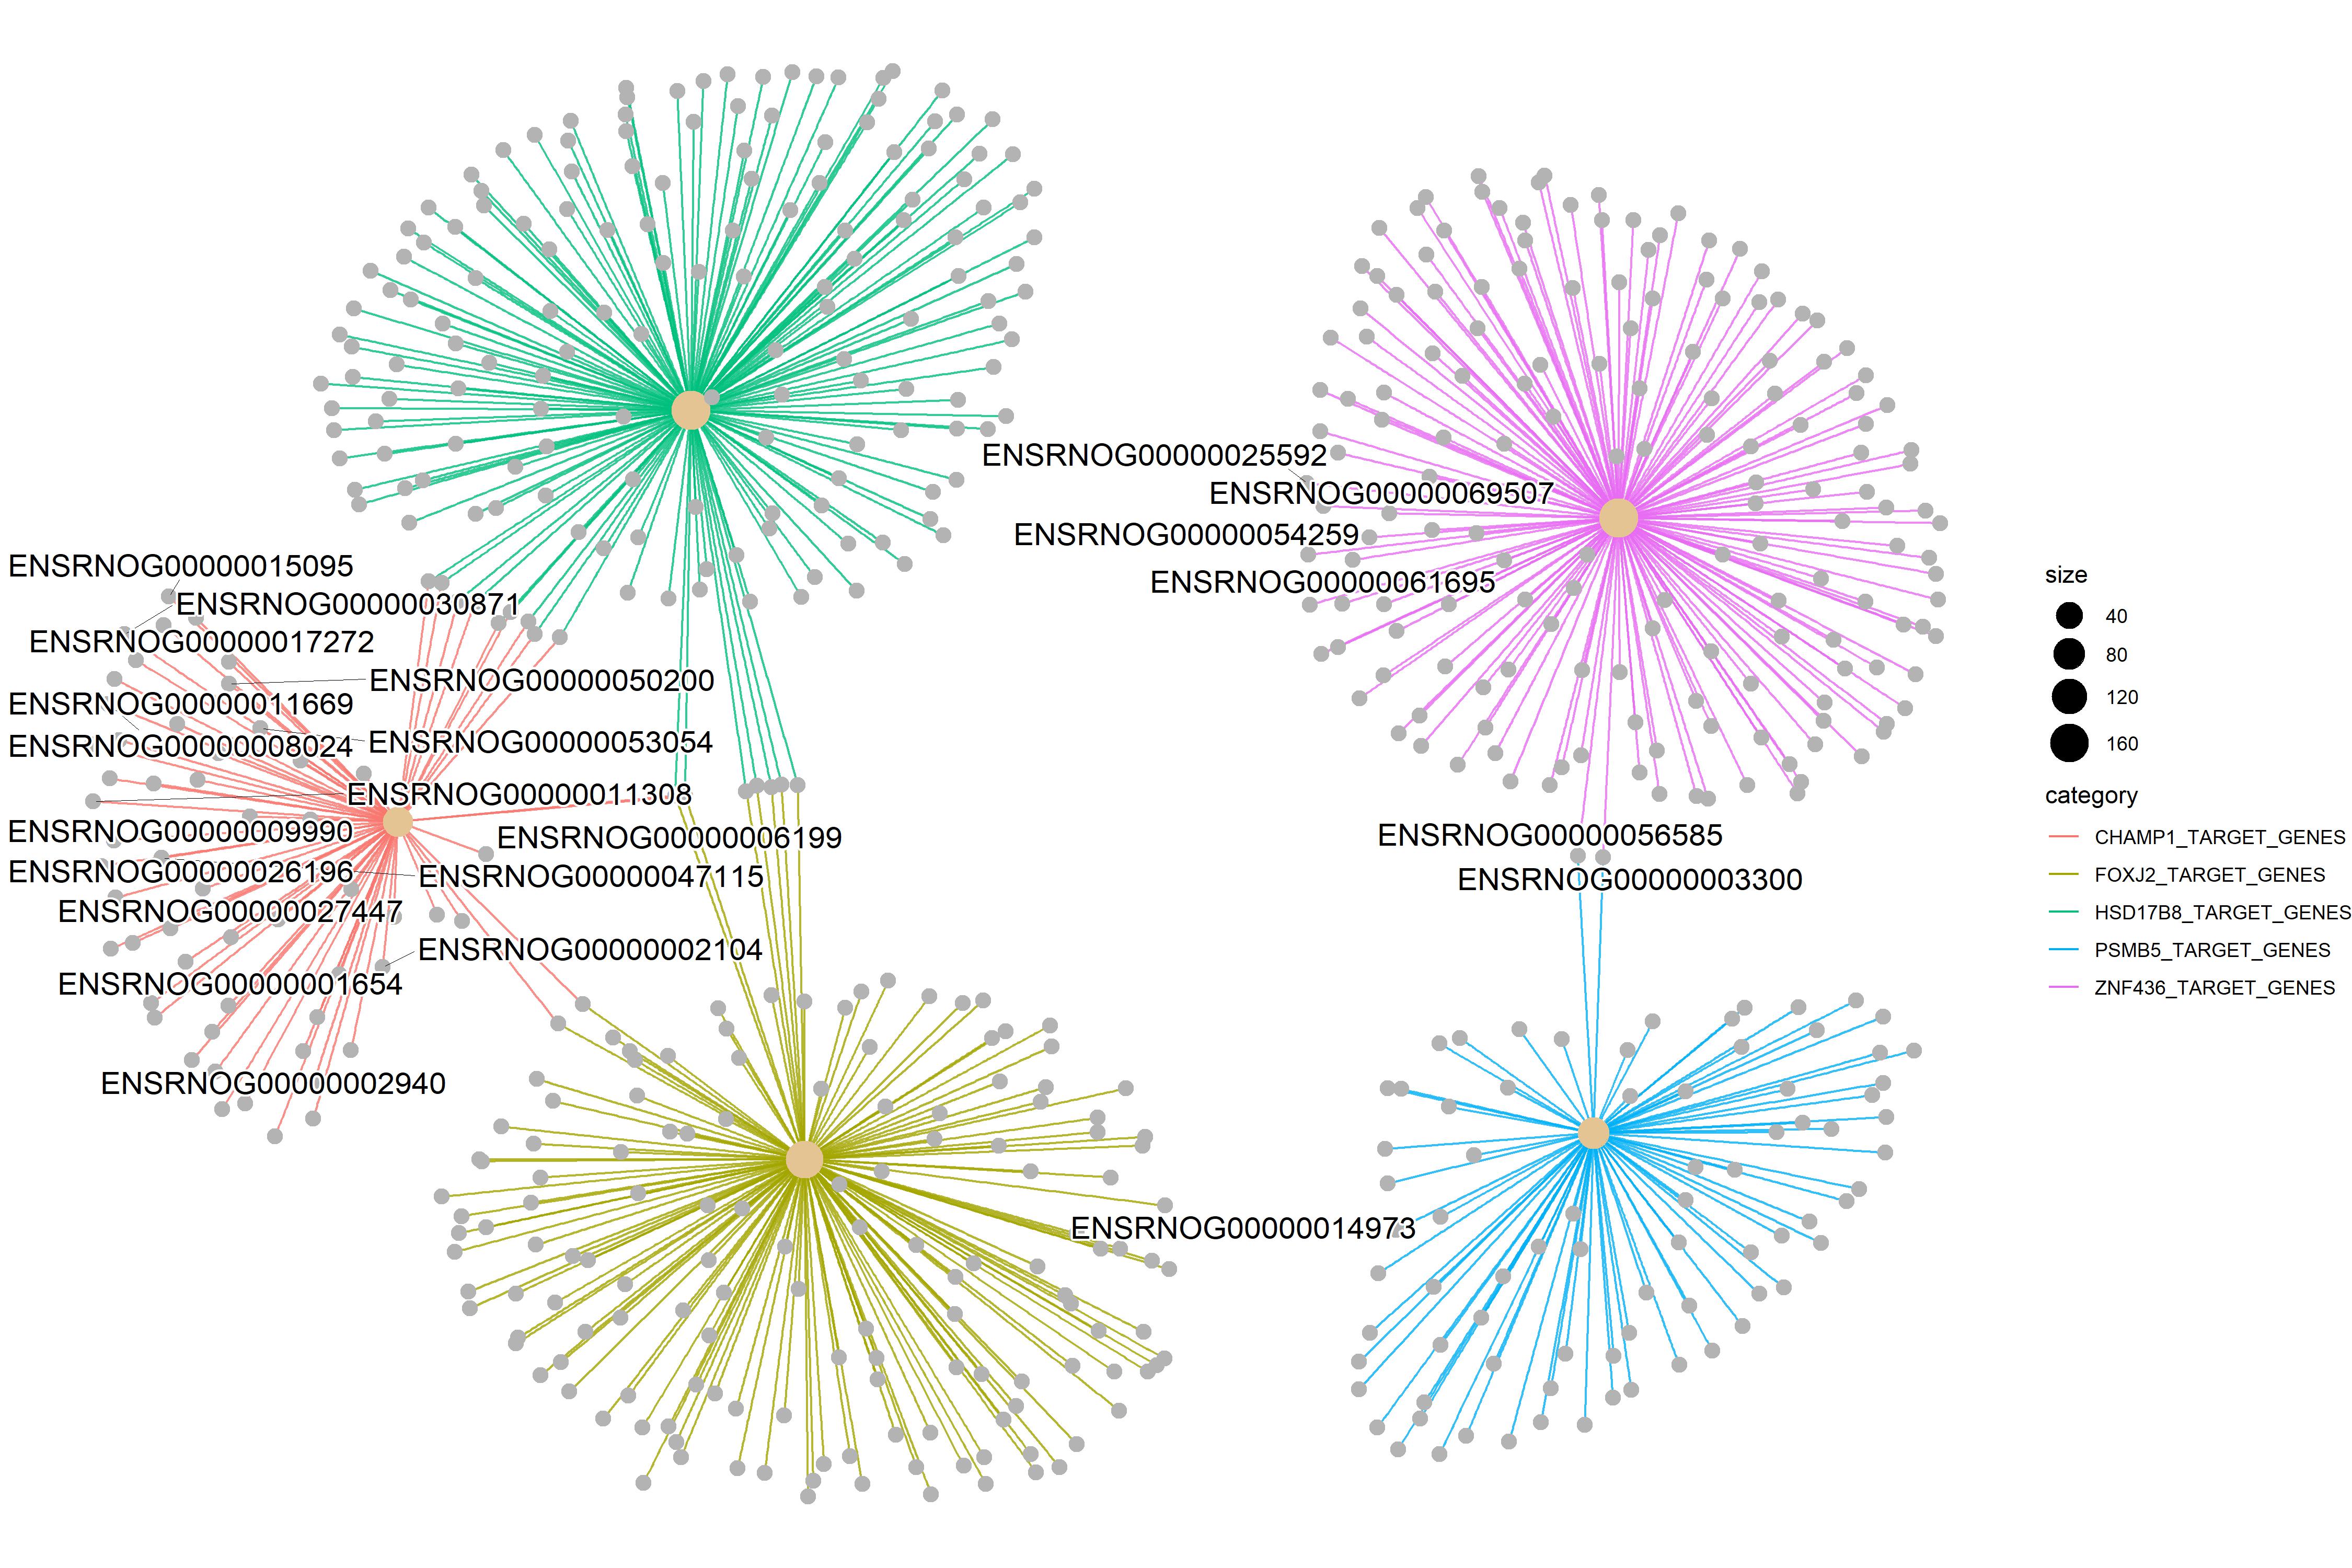 ENSRNOG00000025592
ENSRNOG00000069507
ENSRNOG00000054259
ENSRNOG00000061695
ENSRNOG00000015095
ENSRNOG00000030871
ENSRNOG00000017272
ENSRNOG00000050200
ENSRNOG00000011669
ENSRNOG00000053054
ENSRNOG00000008024
ENSRNOG00000011308
ENSRNOG00000009990
ENSRNOG00000006199
ENSRNOG00000026196
ENSRNOG00000047115
ENSRNOG00000027447
ENSRNOG00000002104
ENSRNOG00000001654
ENSRNOG00000002940
ENSRNOG00000056585
ENSRNOG00000003300
ENSRNOG00000014973
size
40
80
120
160
category
CHAMP1_TARGET_GENES
FOXJ2_TARGET_GENES
HSD17B8_TARGET_GENES
PSMB5_TARGET_GENES
ZNF436_TARGET_GENES